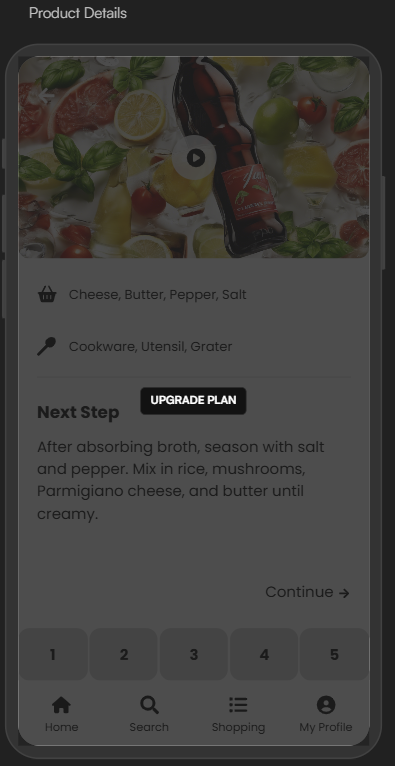 Product Details
Cheese, Butter, Pepper, Salt
Cookware, Utensil, Grater
UPGRADE PLAN
Next Step
After absorbing broth, season with salt
and pepper. Mix in rice, mushrooms,
Parmigiano cheese, and butter until
creamy.
Continue →
1 2 3 4 5
Home Search Shopping My Profile